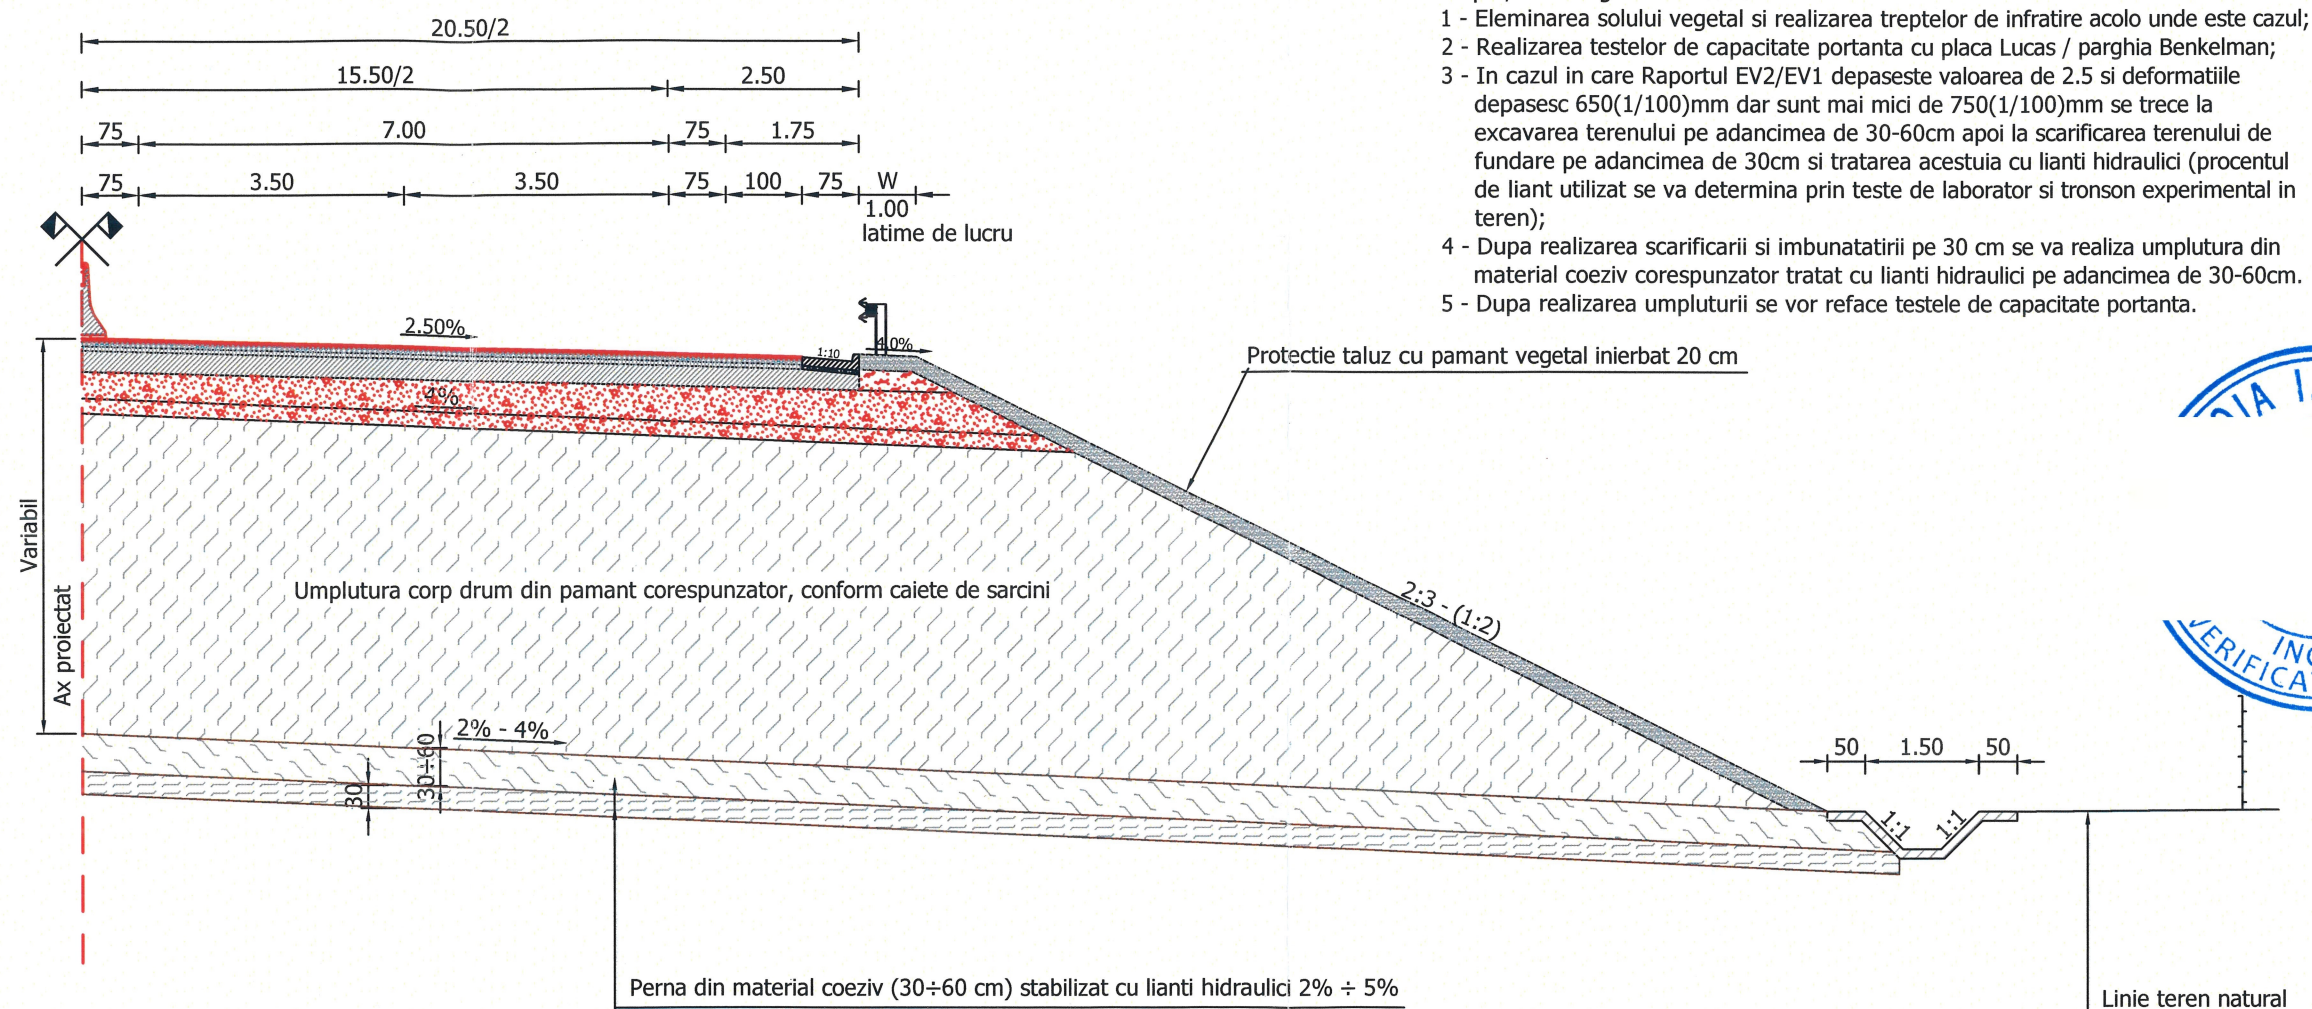 20.50/2
15.50/2 2.50
75 7.00 75 1.75
75 3.50 3.50 75 100 75 W
1.00
latime de lucru
1 - Eleminarea solului vegetal si realizarea treptelor de infratire acolo unde este cazul;
2 - Realizarea testelor de capacitate portanta cu placa Lucas / parghia Benkelman;
3 - In cazul in care Raportul EV2/EV1 depaseste valoarea de 2.5 si deformatiile
depasesc 650(1/100)mm dar sunt mai mici de 750(1/100)mm se trece la
excavarea terenului pe adancimea de 30-60cm apoi la scarificarea terenului de
fundare pe adancimea de 30cm si tratarea acestuia cu lianti hidraulici (procentul
de liant utilizat se va determina prin teste de laborator si tronson experimental in
teren);
4 - Dupa realizarea scarificarii si imbunatatirii pe 30 cm se va realiza umplutura din
material coeziv corespunzator tratat cu lianti hidraulici pe adancimea de 30-60cm.
5 - Dupa realizarea umpluturii se vor reface testele de capacitate portanta.
2.50%
1:10
4.0%
4%
Protectie taluz cu pamant vegetal inierbat 20 cm
Variabil
Ax proiectat
Umplutura corp drum din pamant corespunzator, conform caiete de sarcini
2:3 - (1:2)
2% - 4%
30÷60
30
50 1.50 50
1:1 1:1
Perna din material coeziv (30÷60 cm) stabilizat cu lianti hidraulici 2% ÷ 5%
Linie teren natural